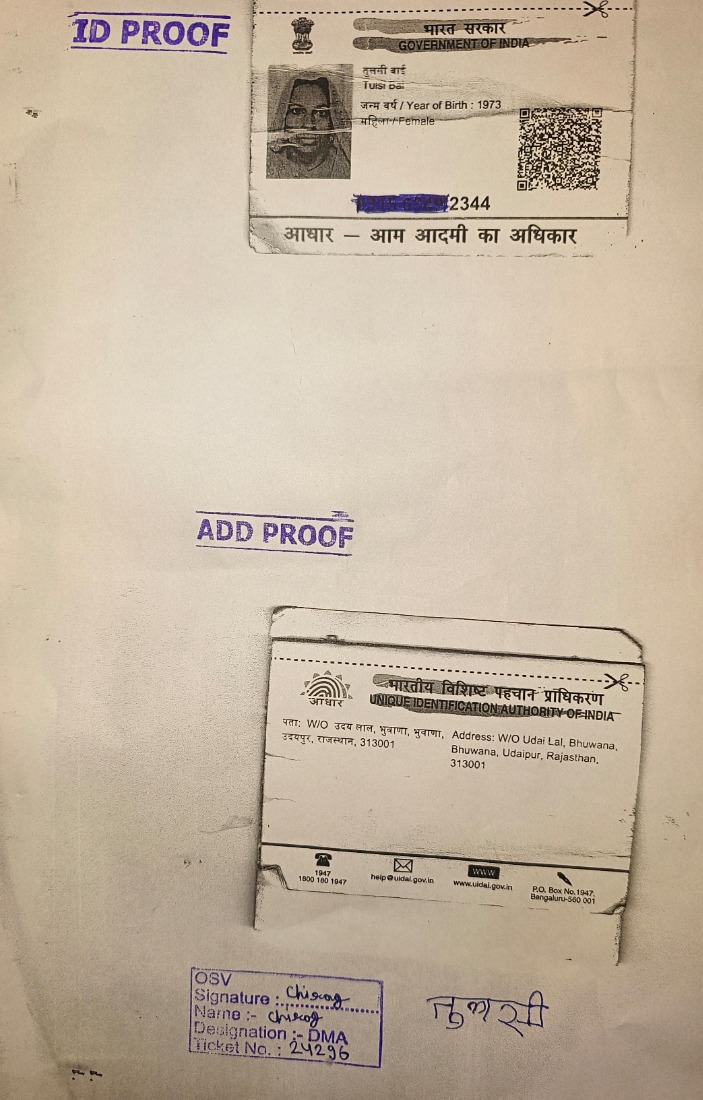 ID PROOF
भारत सरकार
GOVERNMENT OF INDIA
तुलसी बाई
Tulsi Bai
जन्म वर्ष / Year of Birth : 1973
महिला / Female
2344
आधार – आम आदमी का अधिकार
ADD PROOF
भारतीय विशिष्ट पहचान प्राधिकरण
आधार
UNIQUE IDENTIFICATION AUTHORITY OF INDIA
पता: W/O उदय लाल, भुवाणा, भुवाणा,
उदयपुर, राजस्थान, 313001
Address: W/O Udai Lal, Bhuwana,
Bhuwana, Udaipur, Rajasthan,
313001
1947
1800 180 1947
help@uidai.gov.in
WWW
www.uidai.gov.in
P.O. Box No.1947,
Bengaluru-560 001
OSV
Signature : Chirag
Name :- Chirag
Designation :- DMA
Ticket No. : 24296
तुलसी